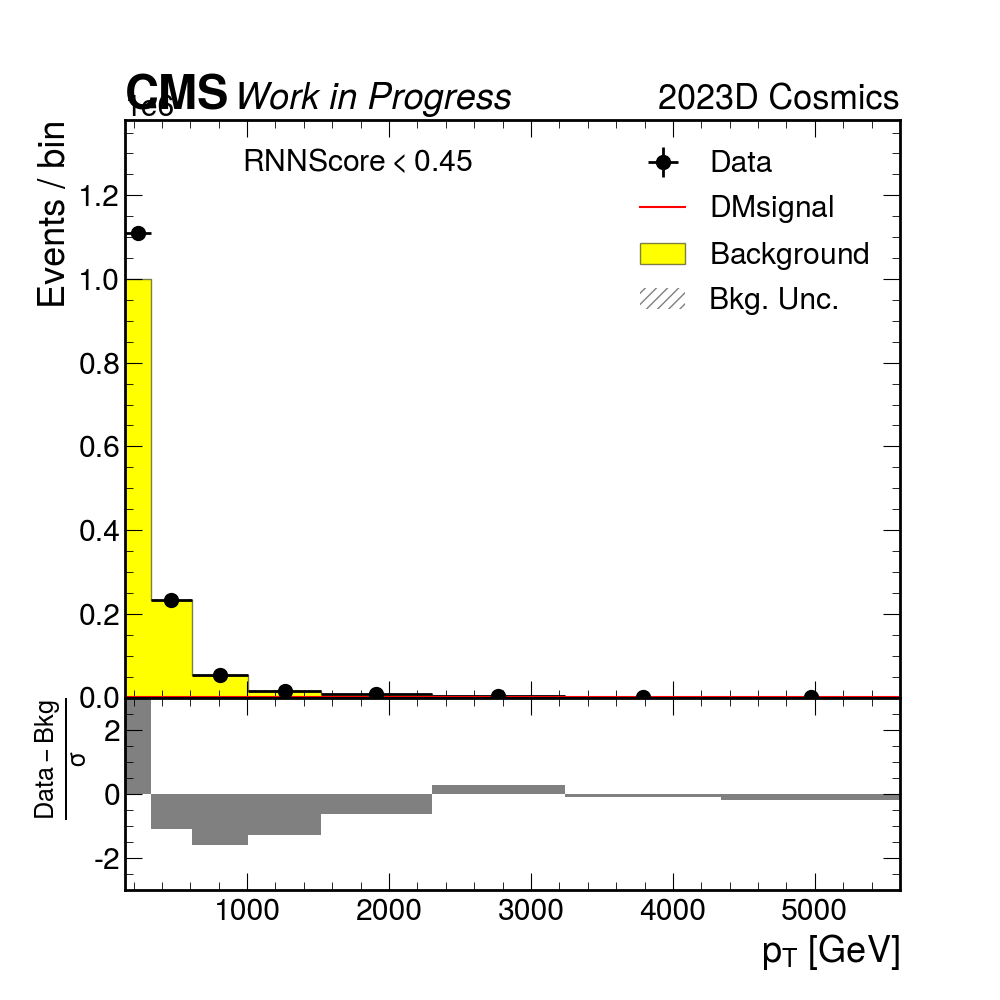 CMS Work in Progress
2023D Cosmics
1e6
Events / bin
RNNScore < 0.45
Data
DMsignal
Background
Bkg. Unc.
1.2
1.0
0.8
0.6
0.4
0.2
0.0
Data – Bkg
σ
2
0
-2
1000 2000 3000 4000 5000
pT [GeV]